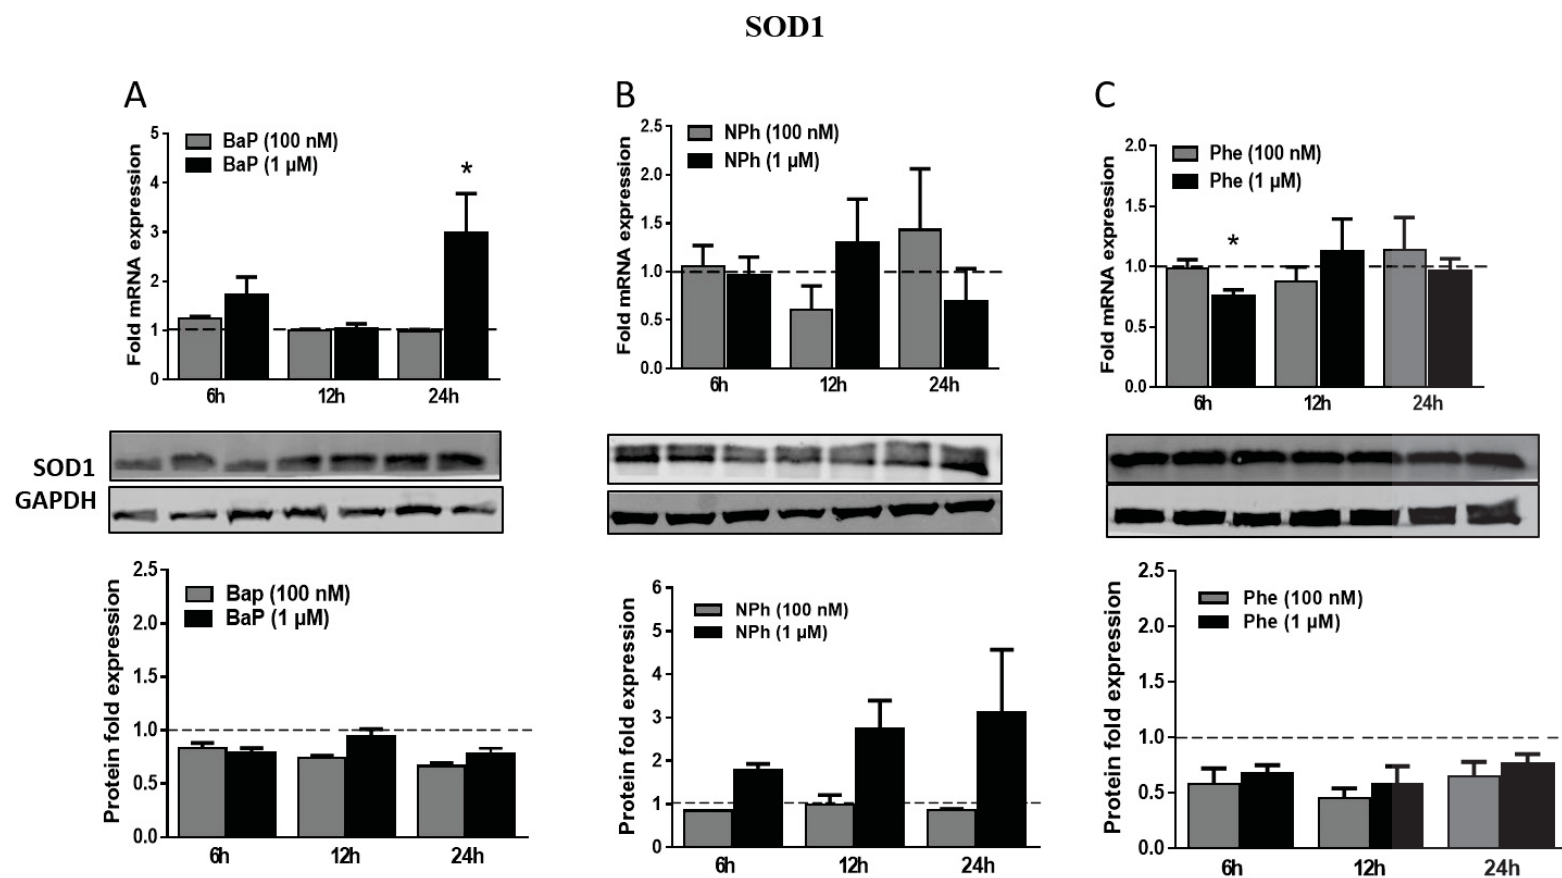 SOD1
A
5
4
3
2
1
0
Fold mRNA expression
BaP (100 nM)
BaP (1 µM)
*
6h 12h 24h
B
2.5
2.0
1.5
1.0
0.5
0.0
Fold mRNA expression
NPh (100 nM)
NPh (1 µM)
6h 12h 24h
C
2.0
1.5
1.0
0.5
0.0
Fold mRNA expression
Phe (100 nM)
Phe (1 µM)
*
6h 12h 24h
SOD1
GAPDH
2.5
2.0
1.5
1.0
0.5
0.0
Protein fold expression
Bap (100 nM)
BaP (1 µM)
6h 12h 24h
6
5
4
3
2
1
0
Protein fold expression
NPh (100 nM)
NPh (1 µM)
6h 12h 24h
2.5
2.0
1.5
1.0
0.5
0.0
Protein fold expression
Phe (100 nM)
Phe (1 µM)
6h 12h 24h